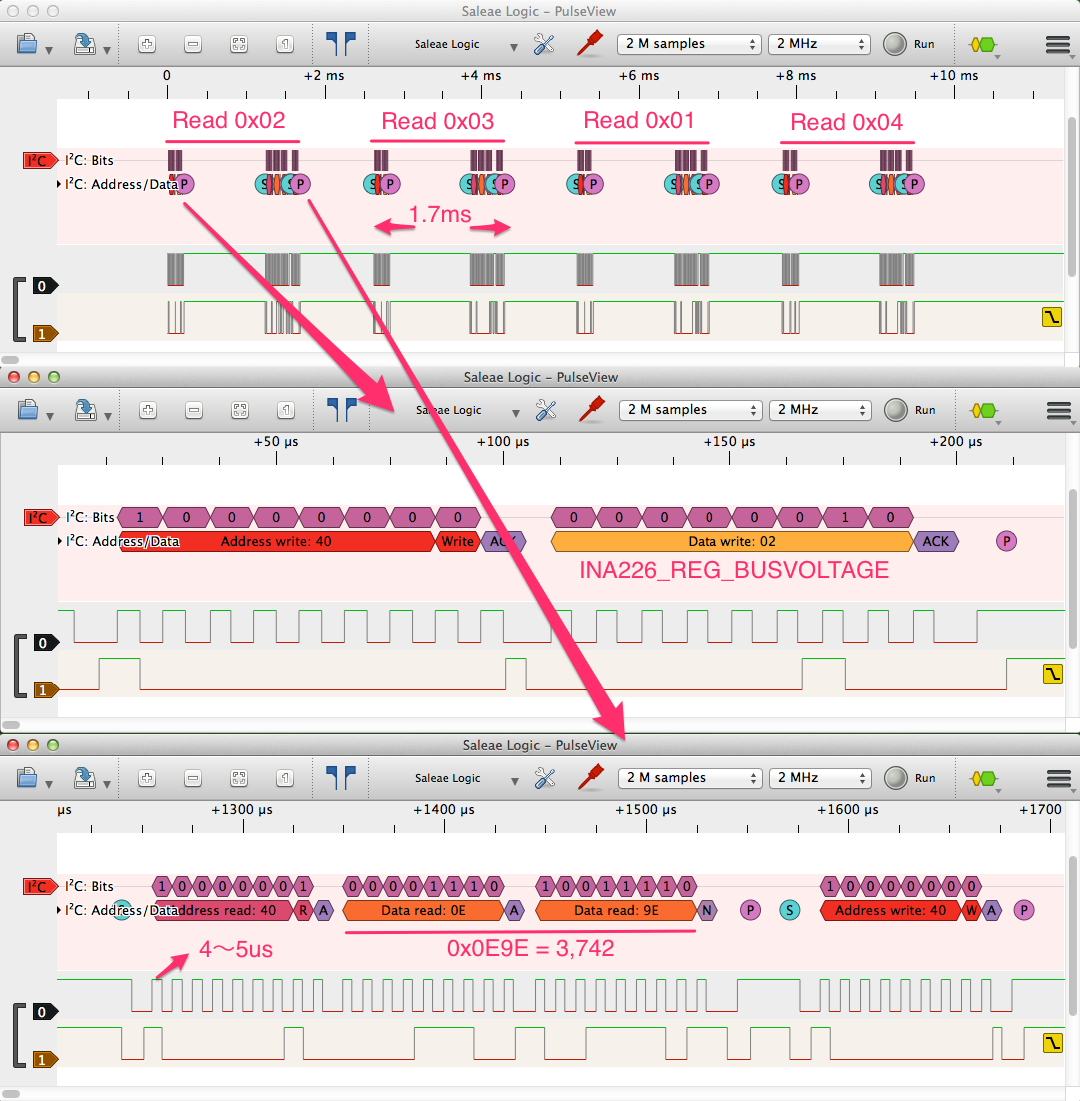 Saleae Logic – PulseView
Saleae Logic
2 M samples
2 MHz
Run
0 +2 ms +4 ms +6 ms +8 ms +10 ms
Read 0x02 Read 0x03 Read 0x01 Read 0x04
I²C I²C: Bits
I²C: Address/Data P S S P S P S S P S P S S P S P S S P
1.7ms
0
1
Saleae Logic – PulseView
Saleae Logic
2 M samples
2 MHz
Run
+50 µs +100 µs +150 µs +200 µs
I²C I²C: Bits 1 0 0 0 0 0 0 0 0 0 0 0 0 0 1 0
I²C: Address/Data Address write: 40 Write ACK Data write: 02 ACK P
INA226_REG_BUSVOLTAGE
0
1
Saleae Logic – PulseView
Saleae Logic
2 M samples
2 MHz
Run
µs +1300 µs +1400 µs +1500 µs +1600 µs +1700
I²C I²C: Bits 1 0 0 0 0 0 0 1 0 0 0 0 1 1 1 0 1 0 0 1 1 1 1 0 1 0 0 0 0 0 0 0
I²C: Address/Data address read: 40 R A Data read: 0E A Data read: 9E N P S Address write: 40 W A P
4〜5us 0x0E9E = 3,742
0
1